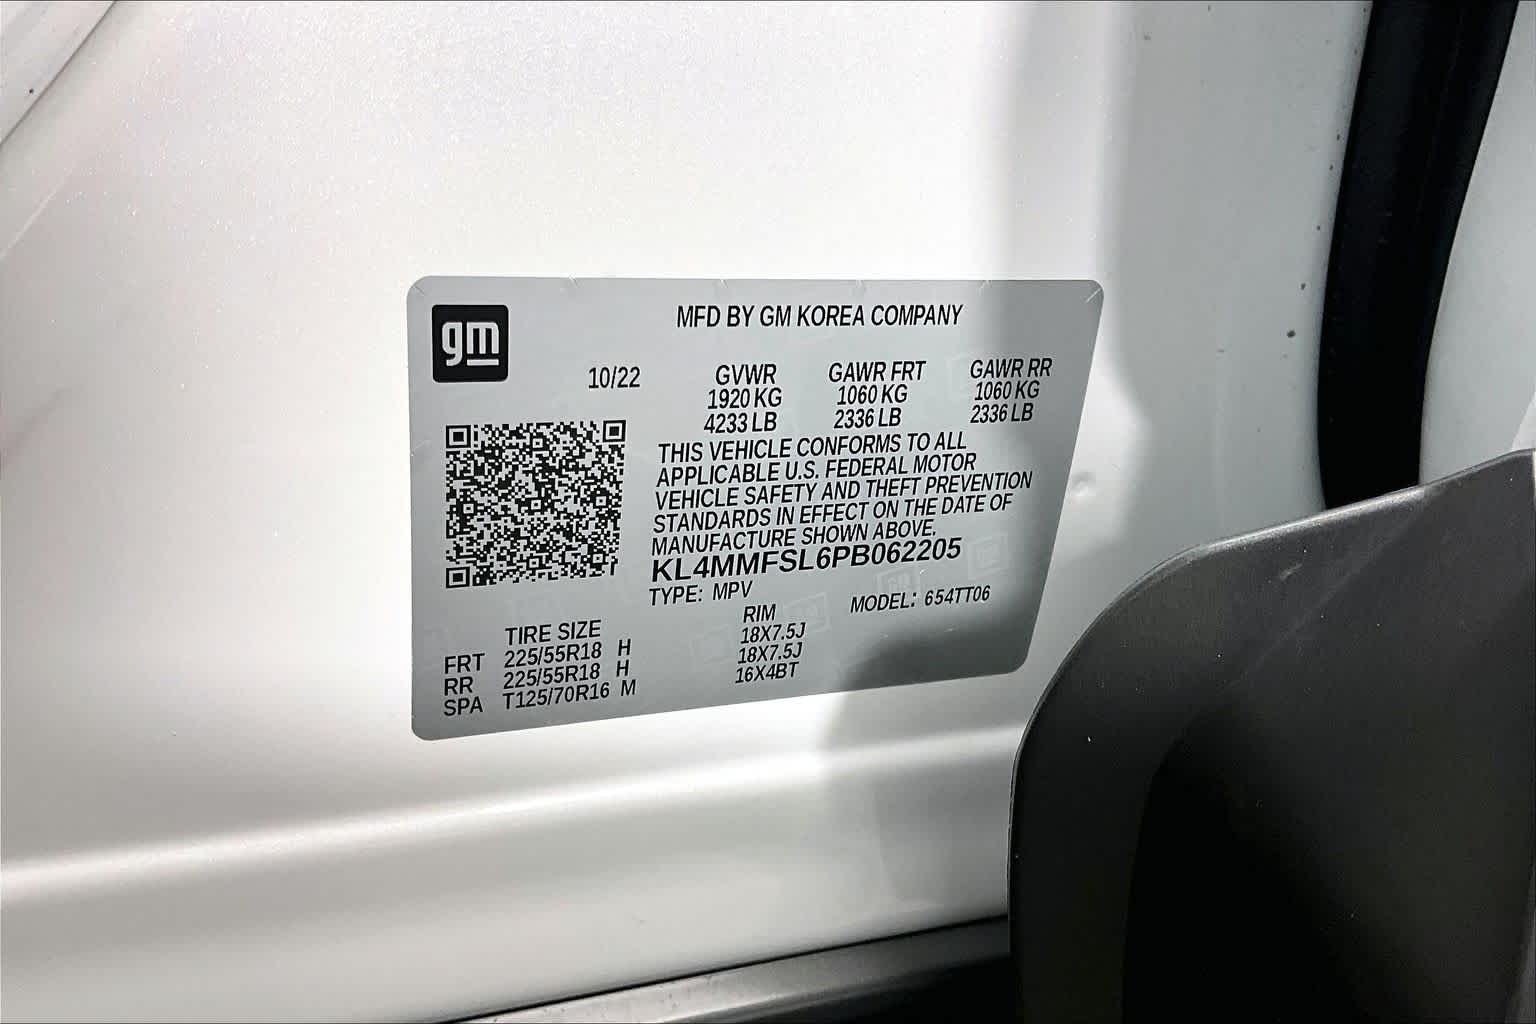 gm
MFD BY GM KOREA COMPANY
10/22 GVWR GAWR FRT GAWR RR
1920 KG 1060 KG 1060 KG
4233 LB 2336 LB 2336 LB
THIS VEHICLE CONFORMS TO ALL
APPLICABLE U.S. FEDERAL MOTOR
VEHICLE SAFETY AND THEFT PREVENTION
STANDARDS IN EFFECT ON THE DATE OF
MANUFACTURE SHOWN ABOVE.
KL4MMFSL6PB062205
TYPE: MPV MODEL: 654TT06
TIRE SIZE RIM
FRT 225/55R18 H 18X7.5J
RR 225/55R18 H 18X7.5J
SPA T125/70R16 M 16X4BT